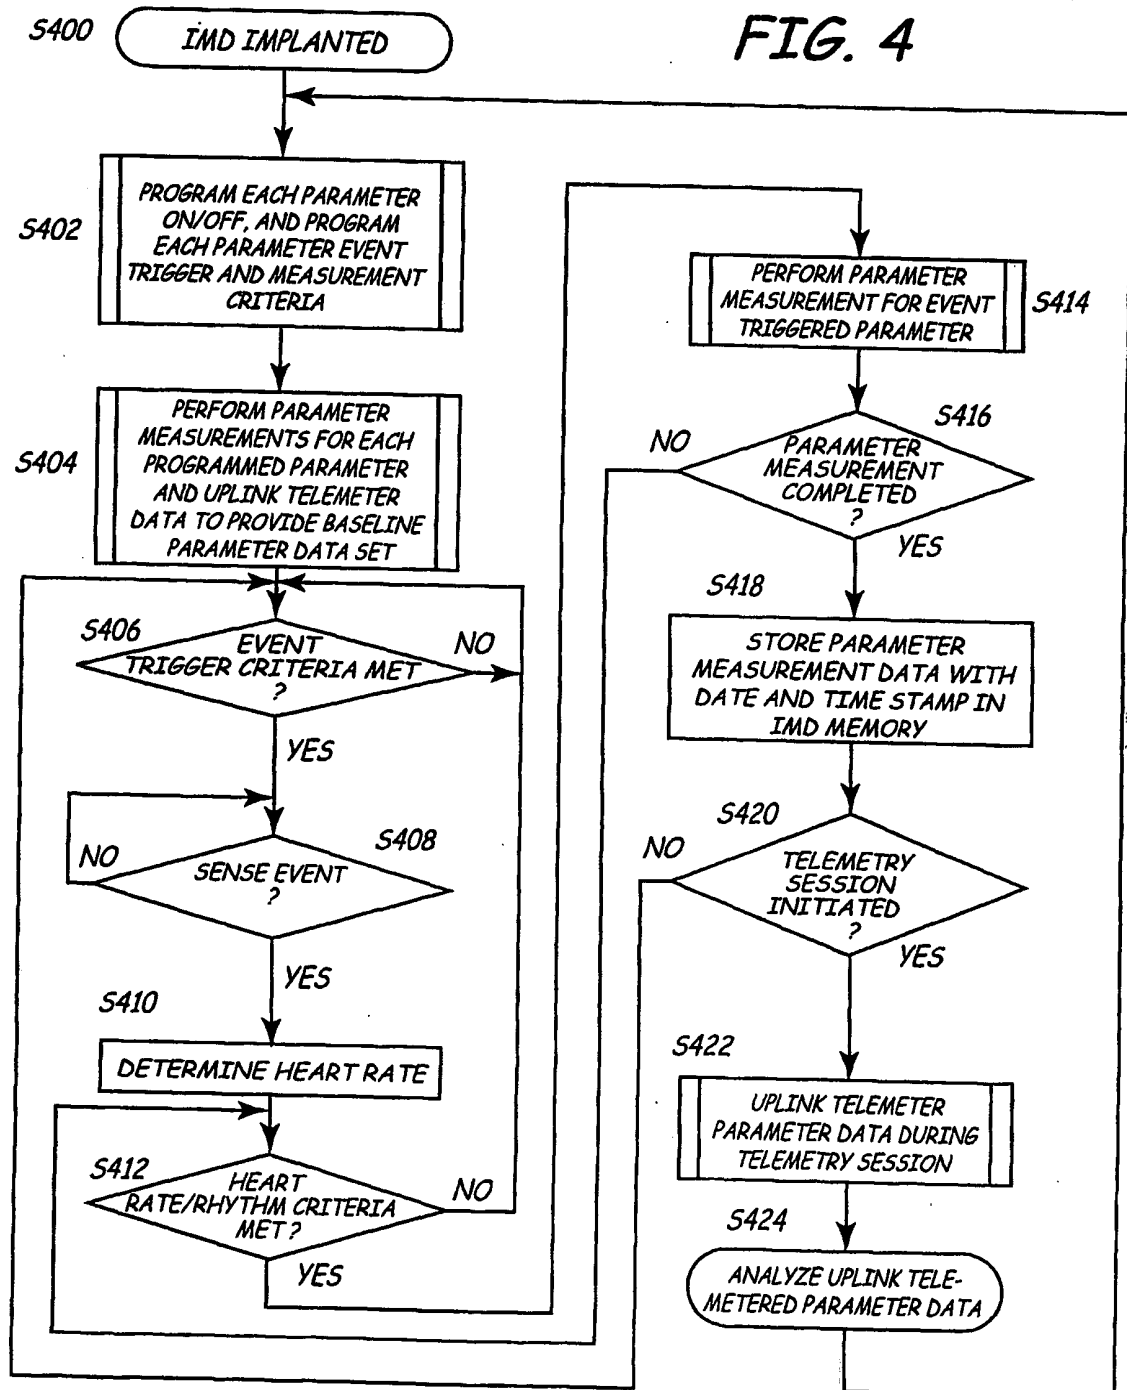 FIG. 4
S400
IMD IMPLANTED
S402
PROGRAM EACH PARAMETER
ON/OFF, AND PROGRAM
EACH PARAMETER EVENT
TRIGGER AND MEASUREMENT
CRITERIA
S404
PERFORM PARAMETER
MEASUREMENTS FOR EACH
PROGRAMMED PARAMETER
AND UPLINK TELEMETER
DATA TO PROVIDE BASELINE
PARAMETER DATA SET
S406
EVENT
TRIGGER CRITERIA MET
?
NO
YES
S408
SENSE EVENT
?
NO
YES
S410
DETERMINE HEART RATE
S412
HEART
RATE/RHYTHM CRITERIA
MET?
NO
YES
PERFORM PARAMETER
MEASUREMENT FOR EVENT
TRIGGERED PARAMETER
S414
S416
PARAMETER
MEASUREMENT
COMPLETED
?
NO
YES
S418
STORE PARAMETER
MEASUREMENT DATA WITH
DATE AND TIME STAMP IN
IMD MEMORY
S420
TELEMETRY
SESSION
INITIATED
?
NO
YES
S422
UPLINK TELEMETER
PARAMETER DATA DURING
TELEMETRY SESSION
S424
ANALYZE UPLINK TELE-
METERED PARAMETER DATA